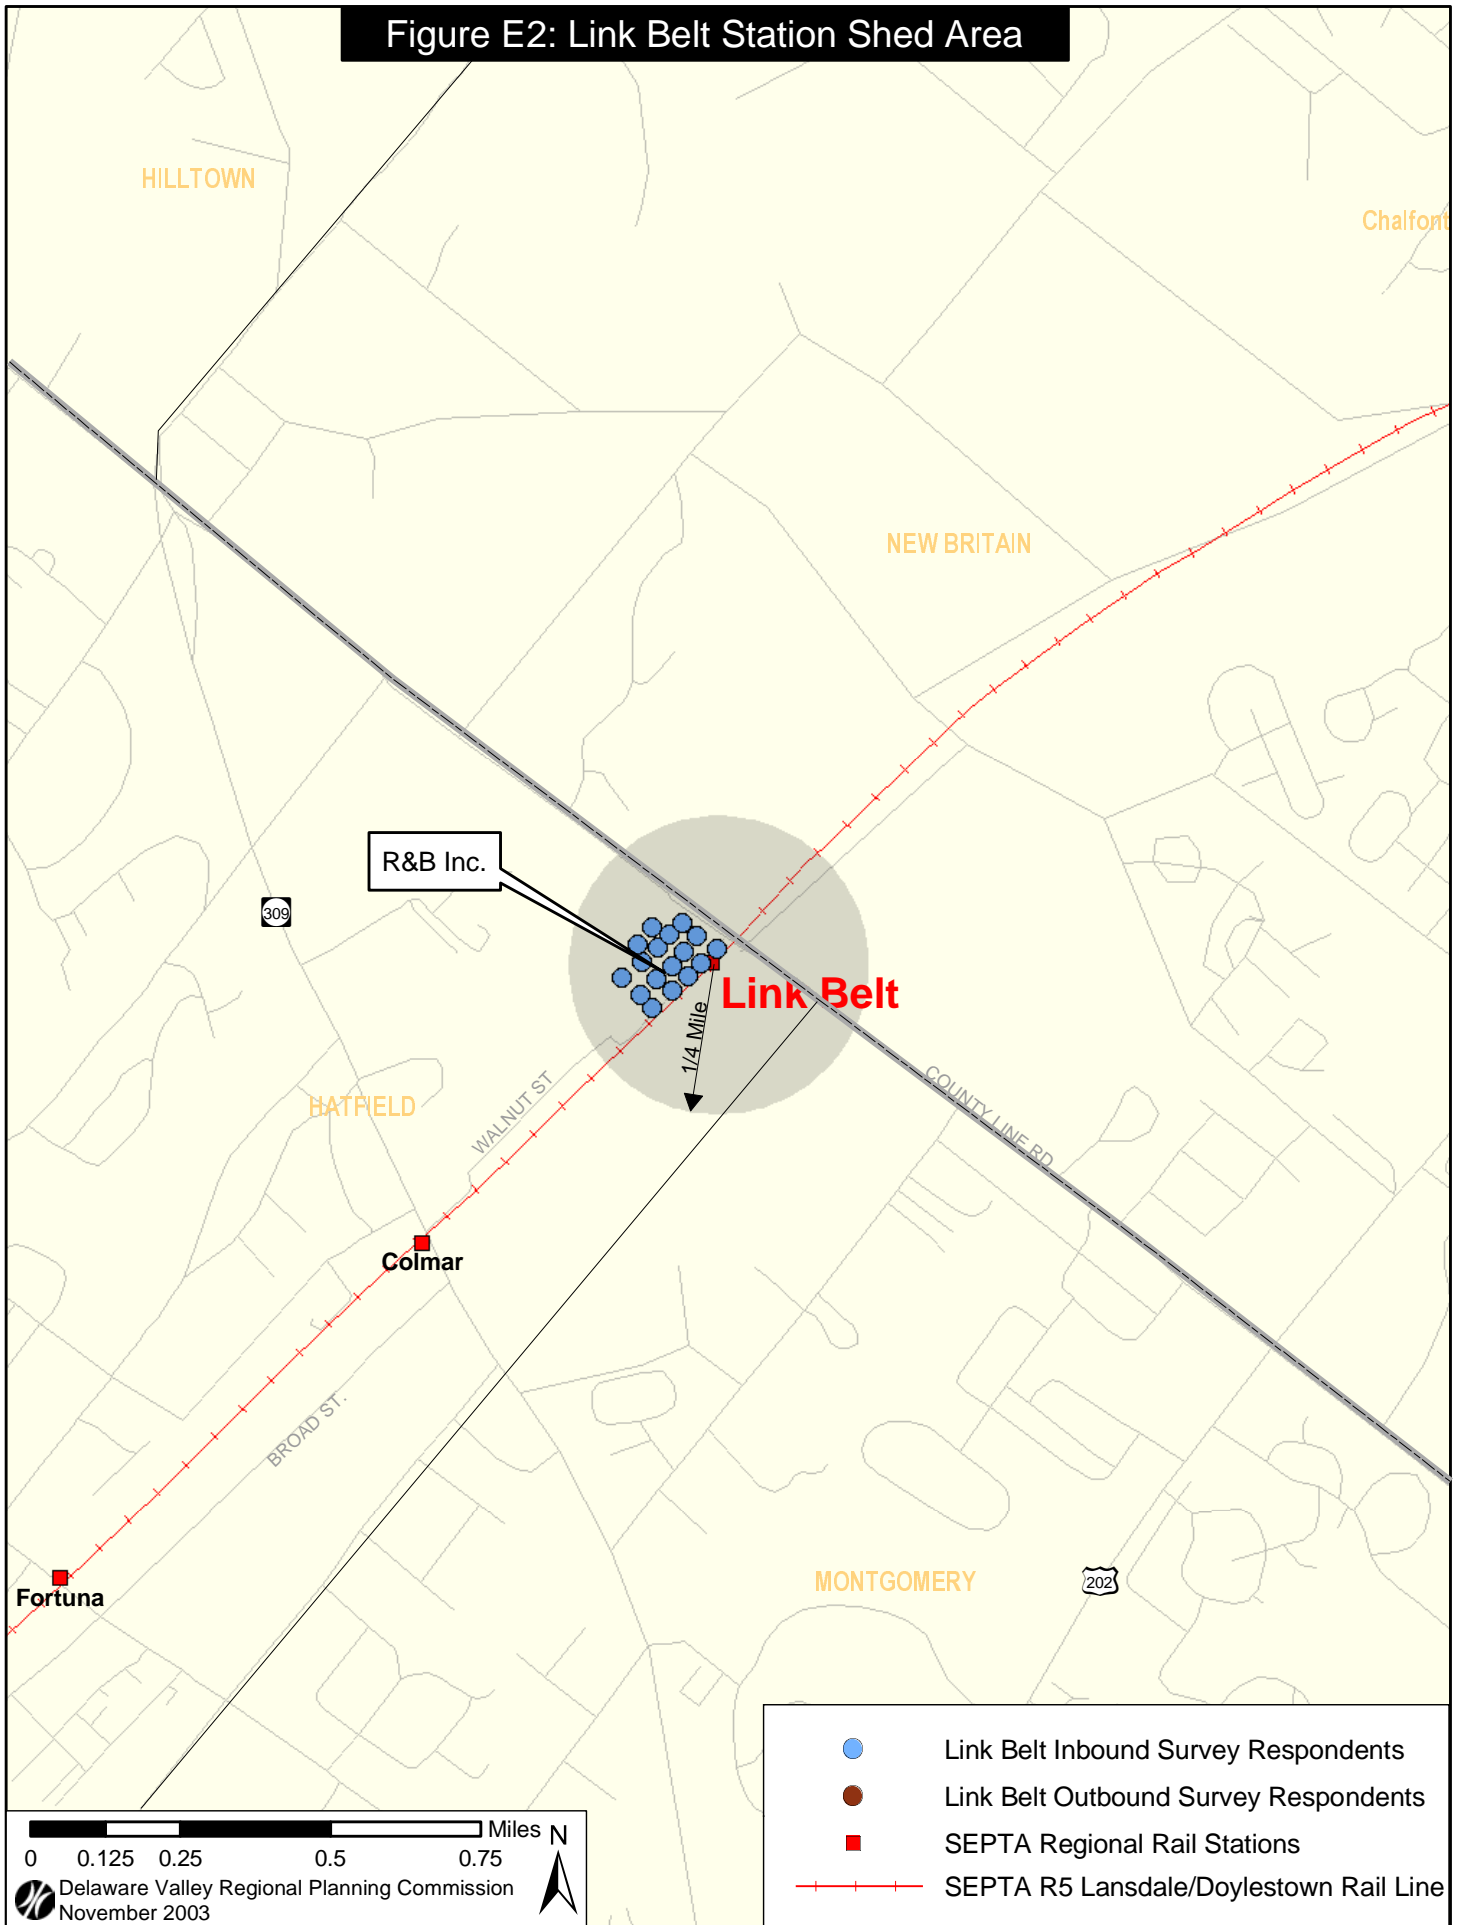 Figure E2: Link Belt Station Shed Area
HILLTOWN
Chalfont
NEW BRITAIN
R&B Inc.
309
Link Belt
1/4 Mile
COUNTY LINE RD
WALNUT ST
HATFIELD
Colmar
BROAD ST.
Fortuna
MONTGOMERY
202
Link Belt Inbound Survey Respondents
Link Belt Outbound Survey Respondents
SEPTA Regional Rail Stations
SEPTA R5 Lansdale/Doylestown Rail Line
Miles N
0 0.125 0.25 0.5 0.75
Delaware Valley Regional Planning Commission
November 2003